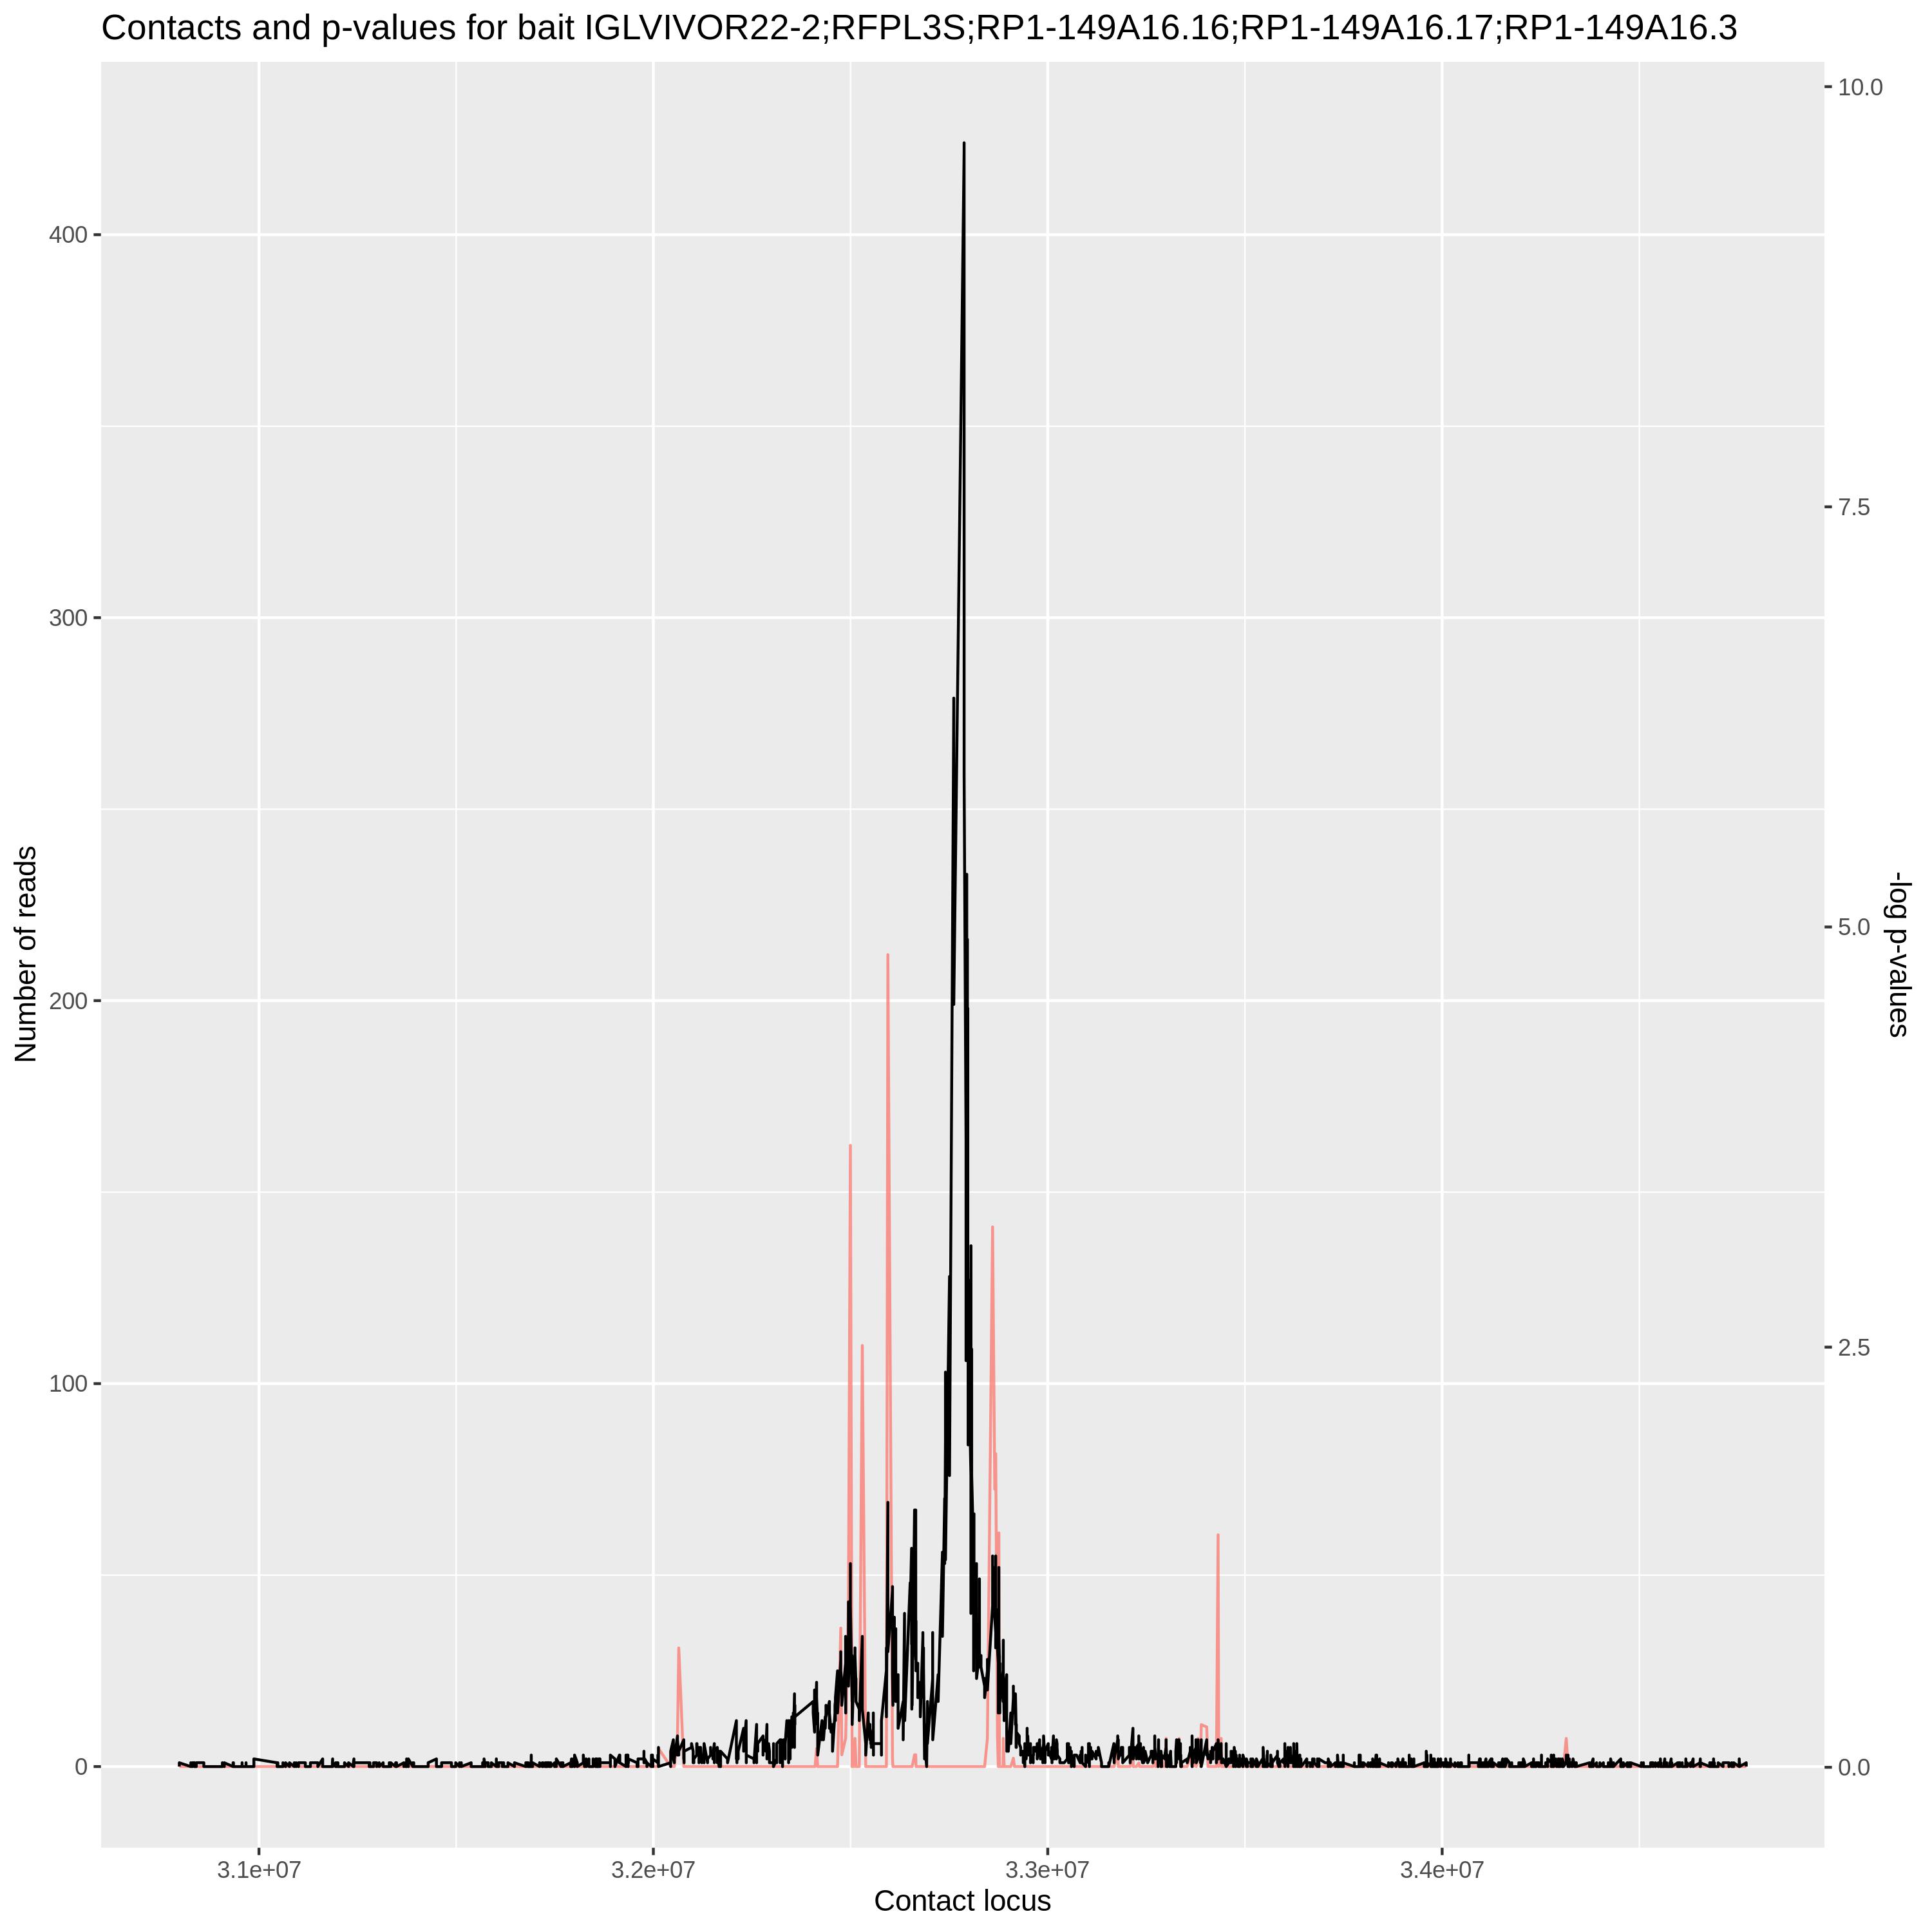 Contacts and p-values for bait IGLVIVOR22-2;RFPL3S;RP1-149A16.16;RP1-149A16.17;RP1-149A16.3
10.0
400
7.5
300
5.0
200
2.5
100
0
0.0
Number of reads
-log p-values
3.1e+07
3.2e+07
3.3e+07
3.4e+07
Contact locus